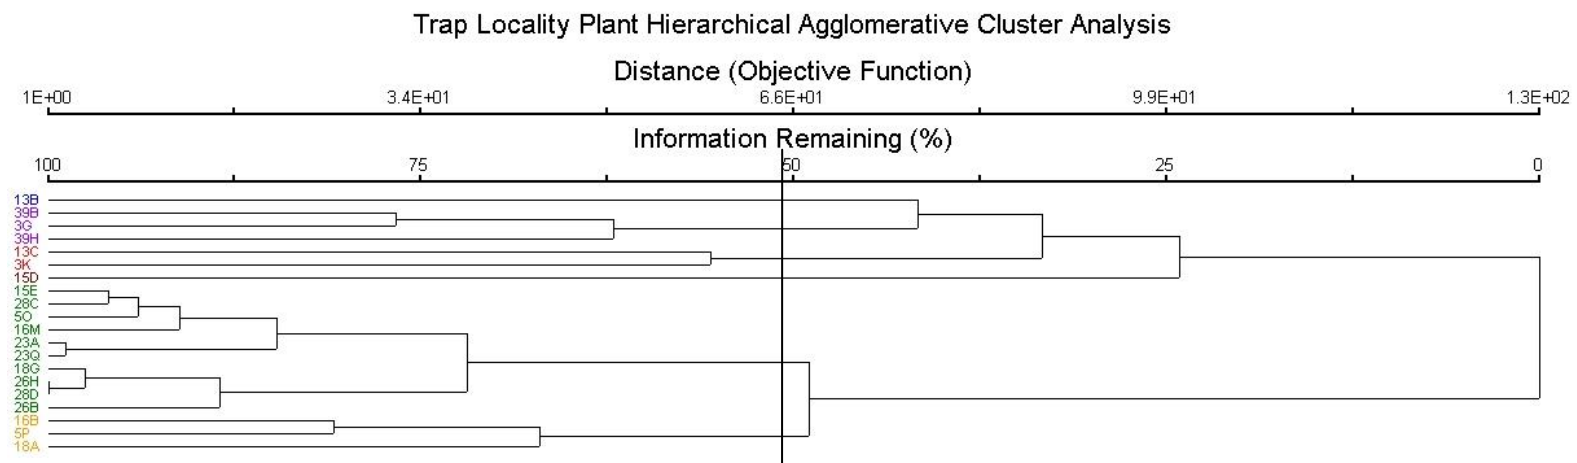 Trap Locality Plant Hierarchical Agglomerative Cluster Analysis
Distance (Objective Function)
1E+00 3.4E+01 6.6E+01 9.9E+01 1.3E+02
Information Remaining (%)
100 75 50 25 0
13B
39B
3G
39H
13C
3K
15D
15E
28C
5O
16M
23A
23Q
18G
26H
28D
26B
16B
5P
18A